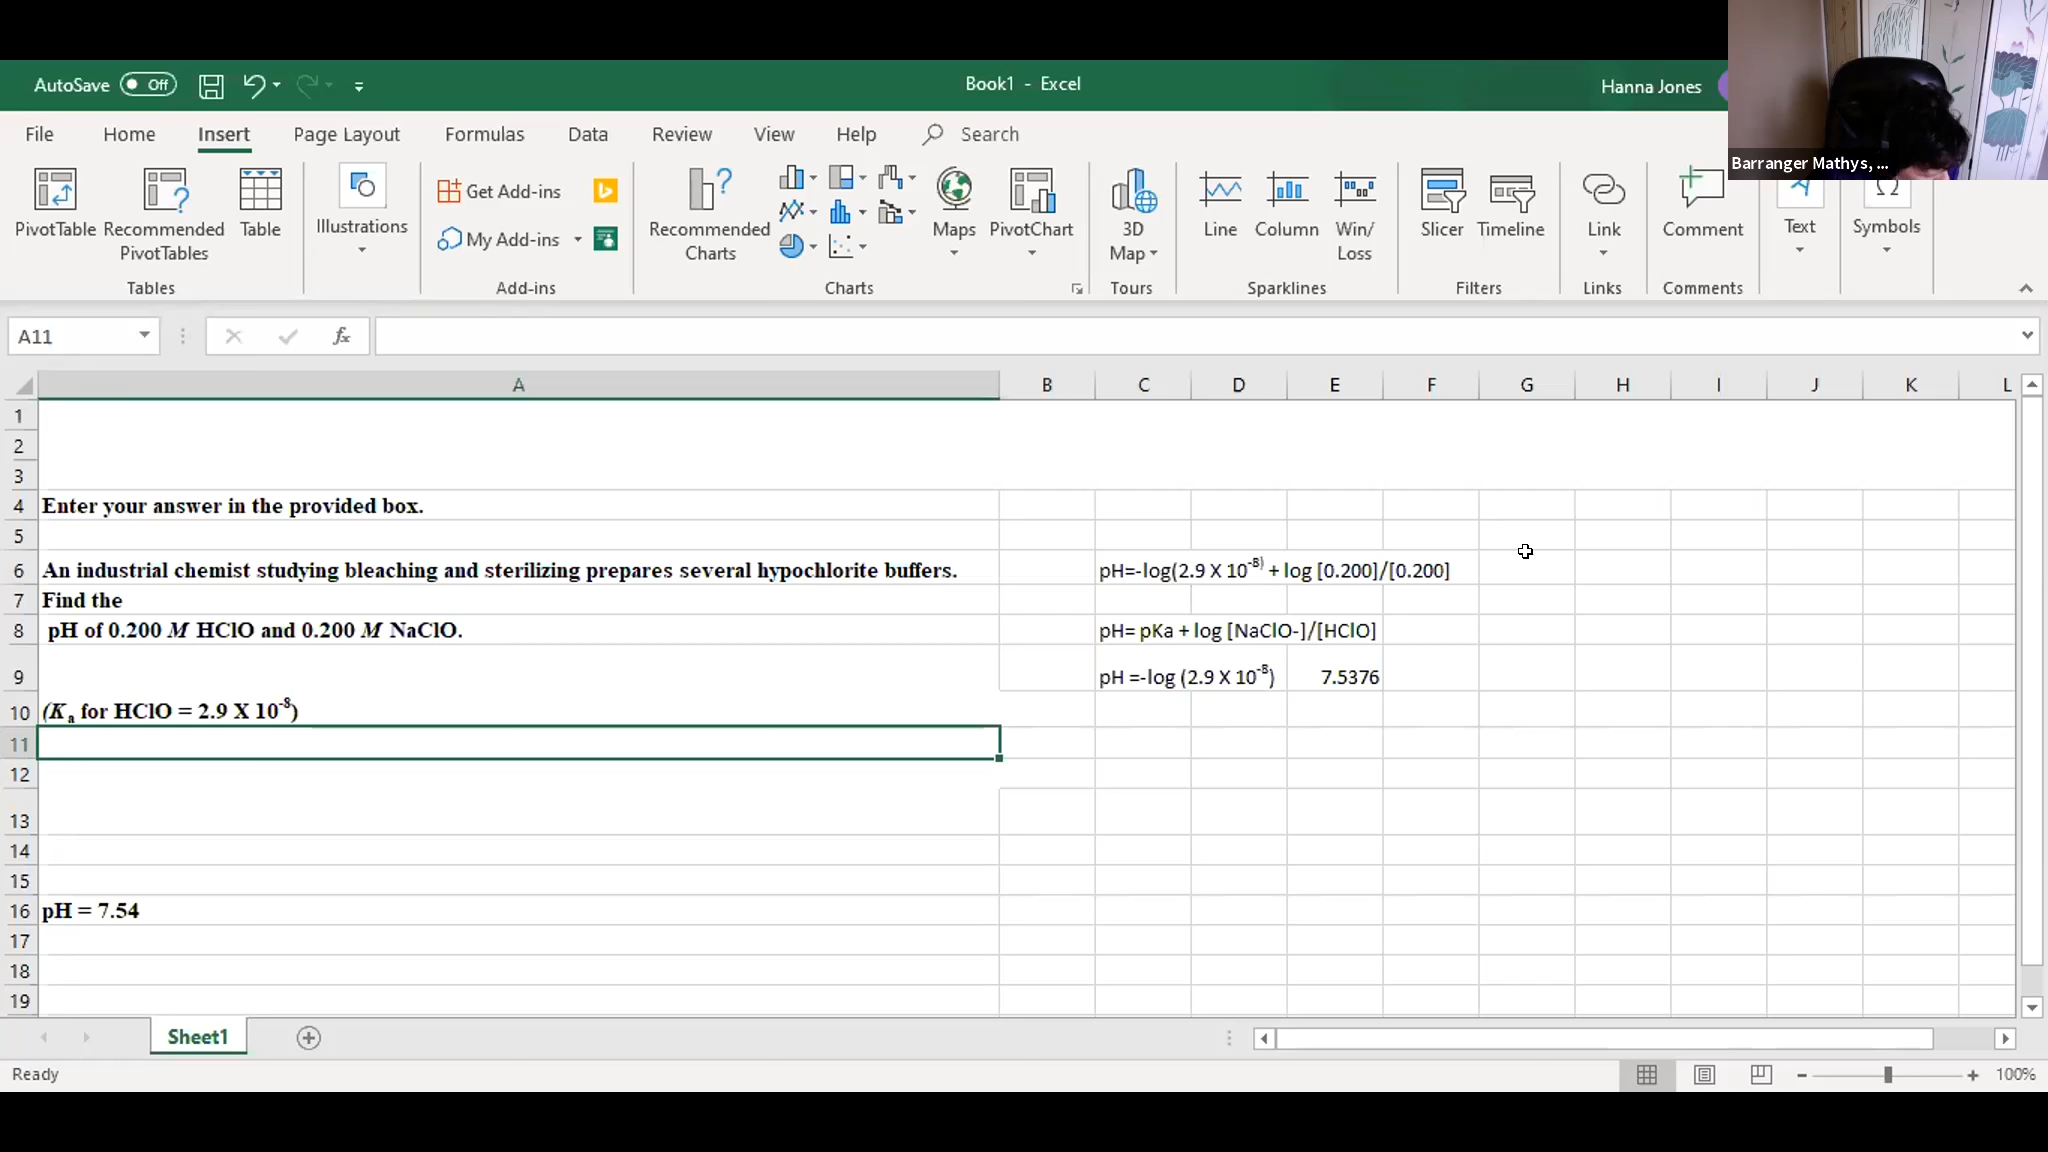 AutoSave Off
Book1 - Excel
Hanna Jones
File Home Insert Page Layout Formulas Data Review View Help Search
Barranger Mathys, ...
PivotTable Recommended PivotTables Table
Tables
Illustrations
Get Add-ins
My Add-ins
Add-ins
Recommended Charts
Maps PivotChart
Charts
3D Map
Tours
Line Column Win/Loss
Sparklines
Slicer Timeline
Filters
Link
Links
Comment
Comments
Text
Symbols
A11
fx
A B C D E F G H I J K L
1
2
3
4 Enter your answer in the provided box.
5
6 An industrial chemist studying bleaching and sterilizing prepares several hypochlorite buffers. pH=-log(2.9 X 10⁻⁸⁾ + log [0.200]/[0.200]
7 Find the
8 pH of 0.200 M HClO and 0.200 M NaClO. pH= pKa + log [NaClO-]/[HClO]
9 pH =-log (2.9 X 10⁻⁸) 7.5376
10 (Kₐ for HClO = 2.9 X 10⁻⁸)
11
12
13
14
15
16 pH = 7.54
17
18
19
Sheet1
Ready
100%